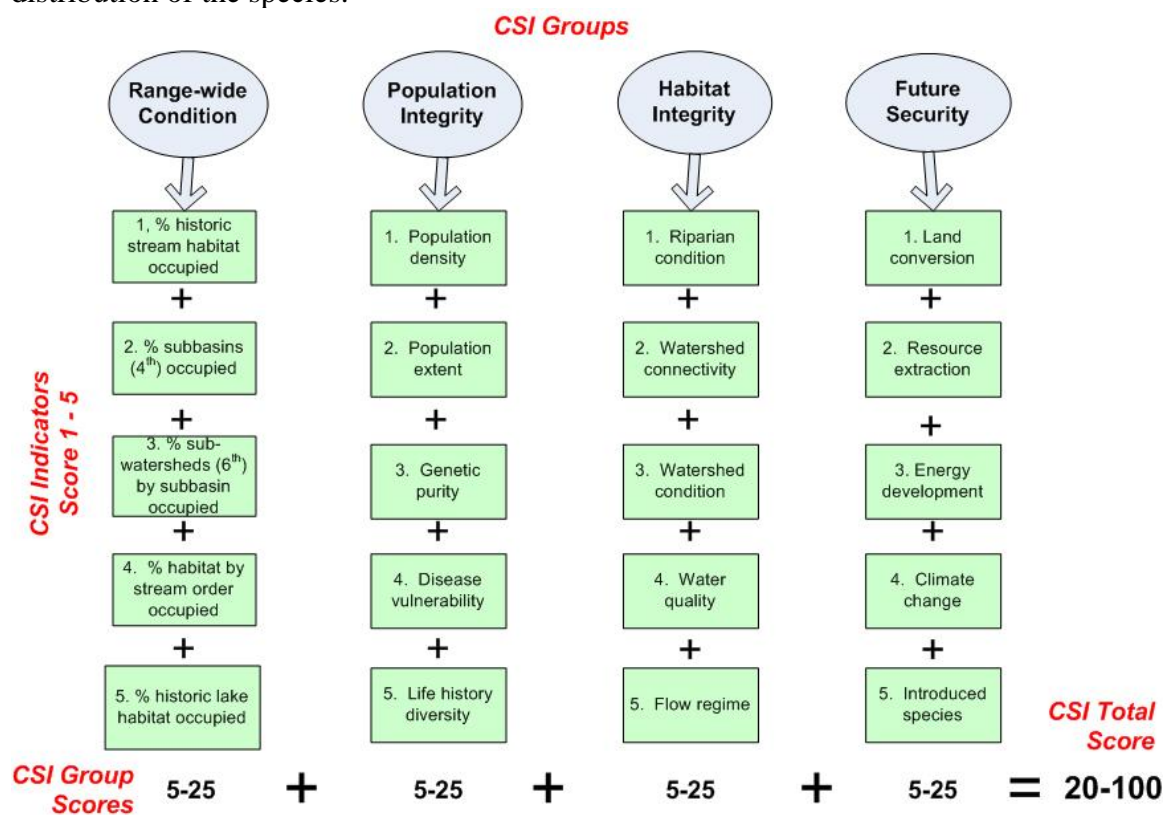 distribution of the species.
CSI Groups
Range-wide
Condition
Population
Integrity
Habitat
Integrity
Future
Security
CSI Indicators
Score 1 - 5
1, % historic
stream habitat
occupied
+
2. % subbasins
(4th) occupied
+
3. % sub-
watersheds (6th)
by subbasin
occupied
+
4. % habitat by
stream order
occupied
+
5. % historic lake
habitat occupied
1. Population
density
+
2. Population
extent
+
3. Genetic
purity
+
4. Disease
vulnerability
+
5. Life history
diversity
1. Riparian
condition
+
2. Watershed
connectivity
+
3. Watershed
condition
+
4. Water
quality
+
5. Flow regime
1. Land
conversion
+
2. Resource
extraction
+
3. Energy
development
+
4. Climate
change
+
5. Introduced
species
CSI Total
Score
CSI Group
Scores
5-25 + 5-25 + 5-25 + 5-25 = 20-100